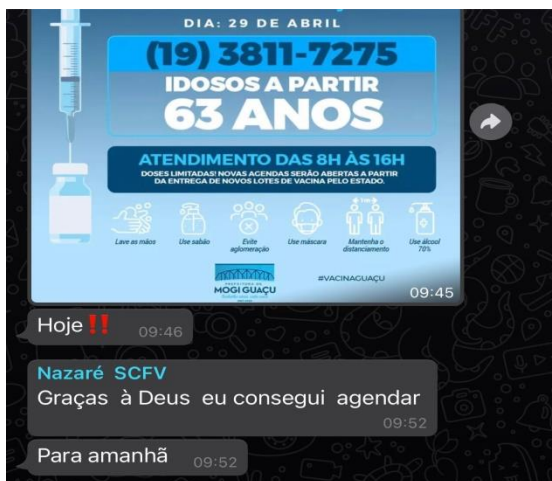 DIA: 29 DE ABRIL
(19) 3811-7275
IDOSOS A PARTIR
63 ANOS
ATENDIMENTO DAS 8H ÀS 16H
DOSES LIMITADAS! NOVAS AGENDAS SERÃO ABERTAS A PARTIR
DA ENTREGA DE NOVOS LOTES DE VACINA PELO ESTADO.
Lave as mãos
Use sabão
Evite
aglomeração
Use máscara
Mantenha o
distanciamento
Use álcool
70%
PREFEITURA DE
MOGI GUAÇU
#VACINAGUAÇU
09:45
Hoje‼️ 09:46
Nazaré SCFV
Graças à Deus eu consegui agendar
09:52
Para amanhã 09:52